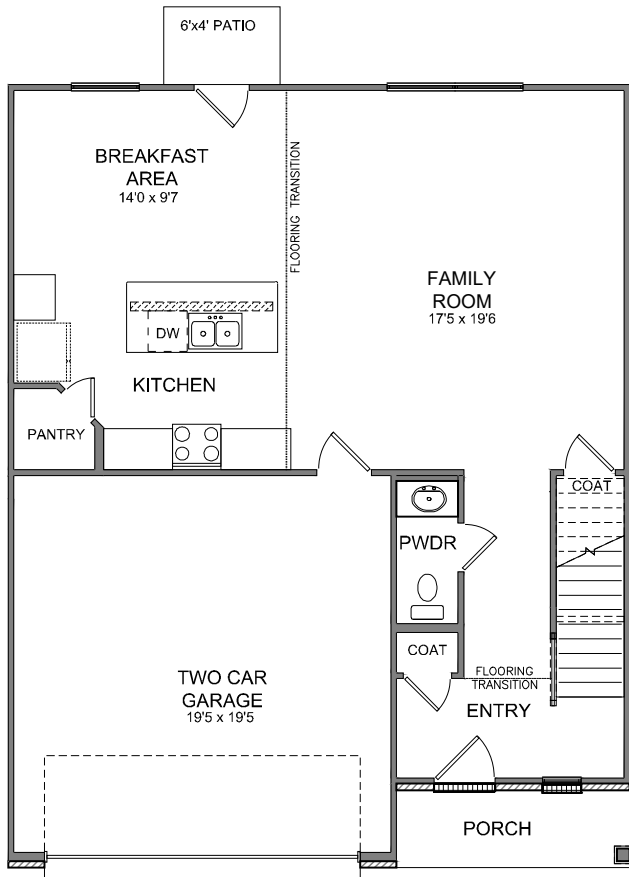 6'x4' PATIO
BREAKFAST
AREA
14'0 x 9'7
FLOORING TRANSITION
FAMILY
ROOM
17'5 x 19'6
DW
KITCHEN
PANTRY
COAT
PWDR
COAT
FLOORING
TRANSITION
TWO CAR
GARAGE
19'5 x 19'5
ENTRY
PORCH